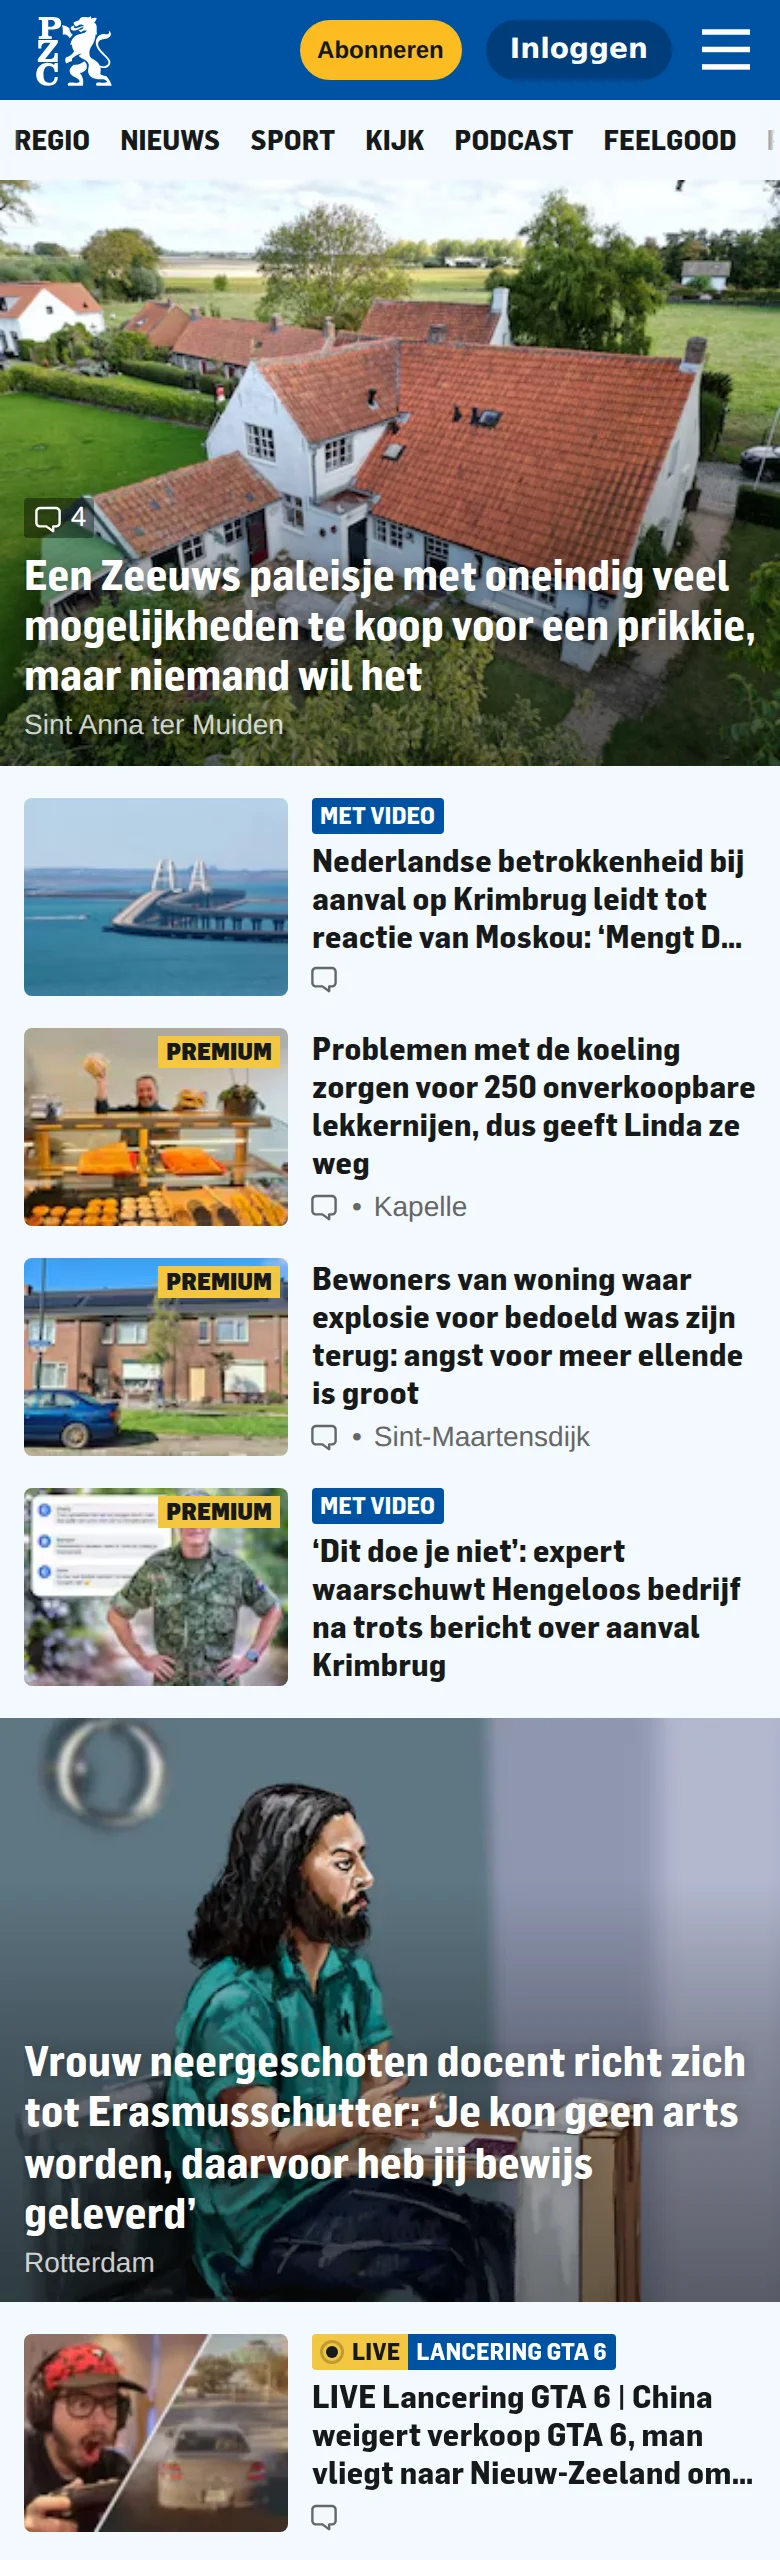 PZC
Abonneren
Inloggen
REGIO NIEUWS SPORT KIJK PODCAST FEELGOOD
4
Een Zeeuws paleisje met oneindig veel
mogelijkheden te koop voor een prikkie,
maar niemand wil het
Sint Anna ter Muiden
MET VIDEO
Nederlandse betrokkenheid bij
aanval op Krimbrug leidt tot
reactie van Moskou: ‘Mengt D...
PREMIUM
Problemen met de koeling
zorgen voor 250 onverkoopbare
lekkernijen, dus geeft Linda ze
weg
• Kapelle
PREMIUM
Bewoners van woning waar
explosie voor bedoeld was zijn
terug: angst voor meer ellende
is groot
• Sint-Maartensdijk
PREMIUM
MET VIDEO
‘Dit doe je niet’: expert
waarschuwt Hengeloos bedrijf
na trots bericht over aanval
Krimbrug
Vrouw neergeschoten docent richt zich
tot Erasmusschutter: ‘Je kon geen arts
worden, daarvoor heb jij bewijs
geleverd’
Rotterdam
LIVE LANCERING GTA 6
LIVE Lancering GTA 6 | China
weigert verkoop GTA 6, man
vliegt naar Nieuw-Zeeland om...